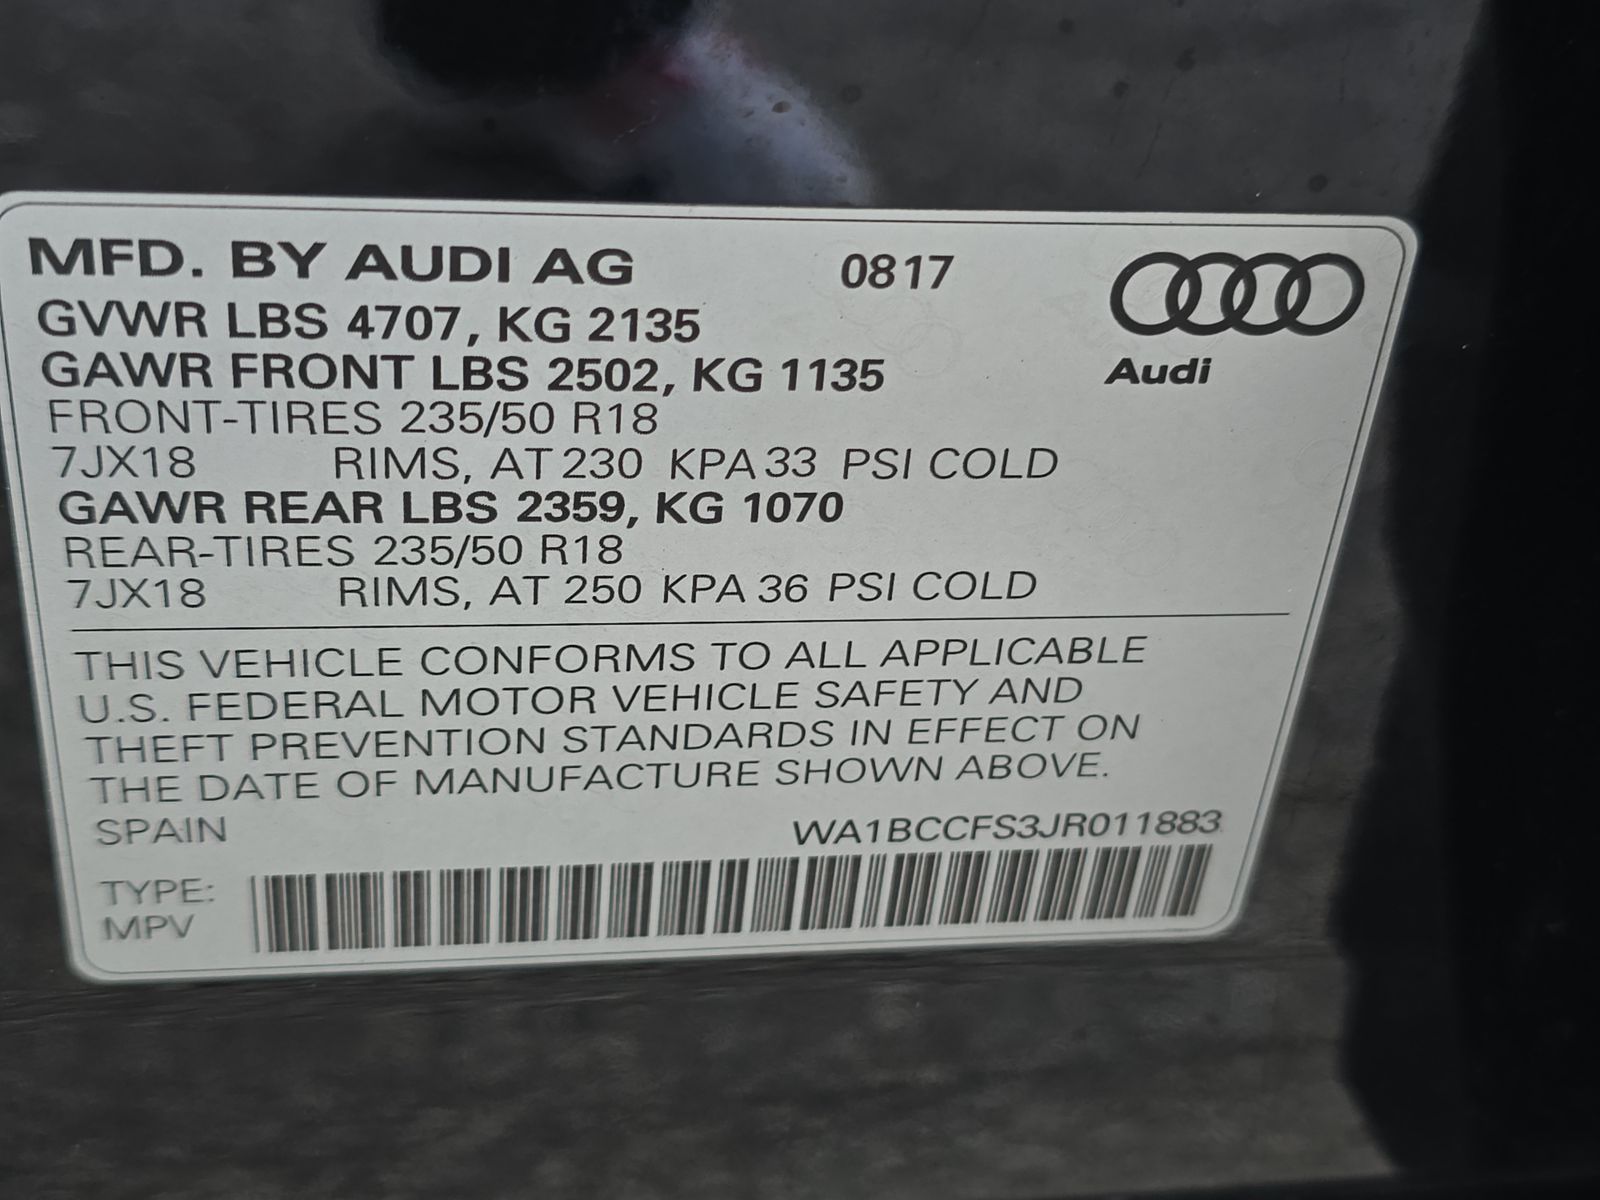 MFD. BY AUDI AG 0817
GVWR LBS 4707, KG 2135
GAWR FRONT LBS 2502, KG 1135
Audi
FRONT-TIRES 235/50 R18
7JX18 RIMS, AT 230 KPA 33 PSI COLD
GAWR REAR LBS 2359, KG 1070
REAR-TIRES 235/50 R18
7JX18 RIMS, AT 250 KPA 36 PSI COLD
THIS VEHICLE CONFORMS TO ALL APPLICABLE
U.S. FEDERAL MOTOR VEHICLE SAFETY AND
THEFT PREVENTION STANDARDS IN EFFECT ON
THE DATE OF MANUFACTURE SHOWN ABOVE.
SPAIN WA1BCCFS3JR011883
TYPE:
MPV